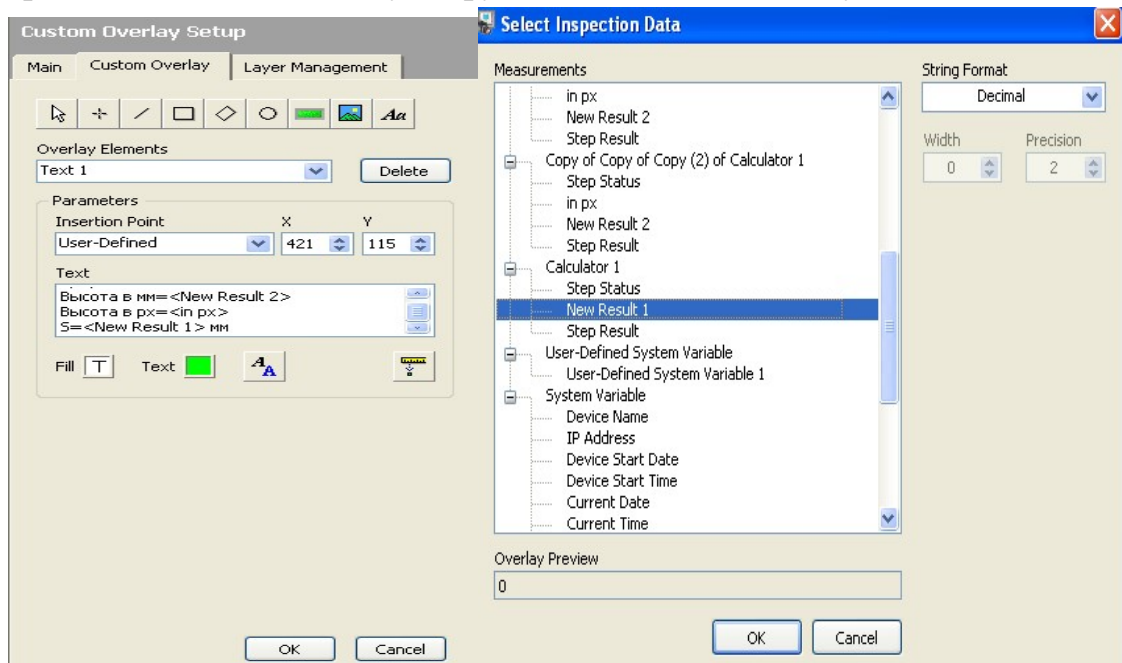 Custom Overlay Setup
Main
Custom Overlay
Layer Management
Aa
Overlay Elements
Text 1
Delete
Parameters
Insertion Point
X
Y
User-Defined
421
115
Text
Высота в мм=<New Result 2>
Высота в px=<in px>
S=<New Result 1> мм
Fill
T
Text
AA
OK
Cancel
Select Inspection Data
Measurements
in px
New Result 2
Step Result
Copy of Copy of Copy (2) of Calculator 1
Step Status
in px
New Result 2
Step Result
Calculator 1
Step Status
New Result 1
Step Result
User-Defined System Variable
User-Defined System Variable 1
System Variable
Device Name
IP Address
Device Start Date
Device Start Time
Current Date
Current Time
Overlay Preview
0
OK
Cancel
String Format
Decimal
Width
Precision
0
2